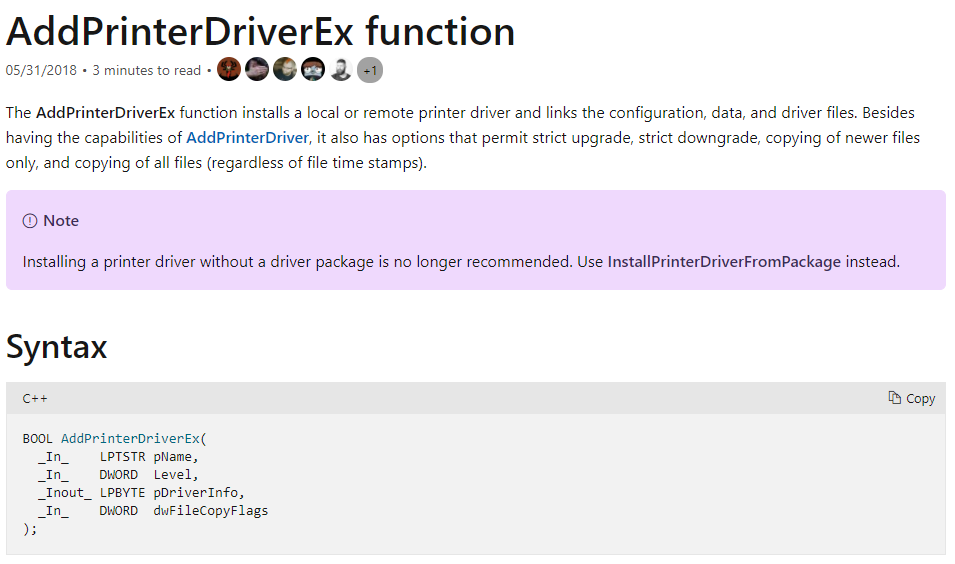 AddPrinterDriverEx function
05/31/2018 • 3 minutes to read • +1
The AddPrinterDriverEx function installs a local or remote printer driver and links the configuration, data, and driver files. Besides
having the capabilities of AddPrinterDriver, it also has options that permit strict upgrade, strict downgrade, copying of newer files
only, and copying of all files (regardless of file time stamps).
Note
Installing a printer driver without a driver package is no longer recommended. Use InstallPrinterDriverFromPackage instead.
Syntax
C++ Copy
BOOL AddPrinterDriverEx(
  _In_    LPTSTR pName,
  _In_    DWORD  Level,
  _Inout_ LPBYTE pDriverInfo,
  _In_    DWORD  dwFileCopyFlags
);